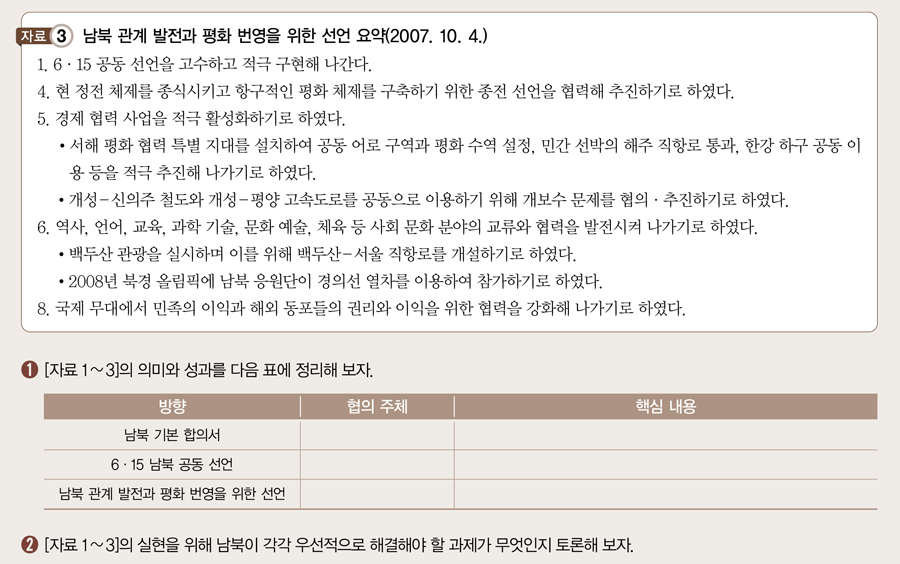 자료 3 남북 관계 발전과 평화 번영을 위한 선언 요약(2007. 10. 4.)
1. 6·15 공동 선언을 고수하고 적극 구현해 나간다.
4. 현 정전 체제를 종식시키고 항구적인 평화 체제를 구축하기 위한 종전 선언을 협력해 추진하기로 하였다.
5. 경제 협력 사업을 적극 활성화하기로 하였다.
• 서해 평화 협력 특별 지대를 설치하여 공동 어로 구역과 평화 수역 설정, 민간 선박의 해주 직항로 통과, 한강 하구 공동 이
용 등을 적극 추진해 나가기로 하였다.
• 개성-신의주 철도와 개성-평양 고속도로를 공동으로 이용하기 위해 개보수 문제를 협의·추진하기로 하였다.
6. 역사, 언어, 교육, 과학 기술, 문화 예술, 체육 등 사회 문화 분야의 교류와 협력을 발전시켜 나가기로 하였다.
• 백두산 관광을 실시하며 이를 위해 백두산-서울 직항로를 개설하기로 하였다.
• 2008년 북경 올림픽에 남북 응원단이 경의선 열차를 이용하여 참가하기로 하였다.
8. 국제 무대에서 민족의 이익과 해외 동포들의 권리와 이익을 위한 협력을 강화해 나가기로 하였다.
1 [자료 1~3]의 의미와 성과를 다음 표에 정리해 보자.
방향 협의 주체 핵심 내용
남북 기본 합의서
6·15 남북 공동 선언
남북 관계 발전과 평화 번영을 위한 선언
2 [자료 1~3]의 실현을 위해 남북이 각각 우선적으로 해결해야 할 과제가 무엇인지 토론해 보자.